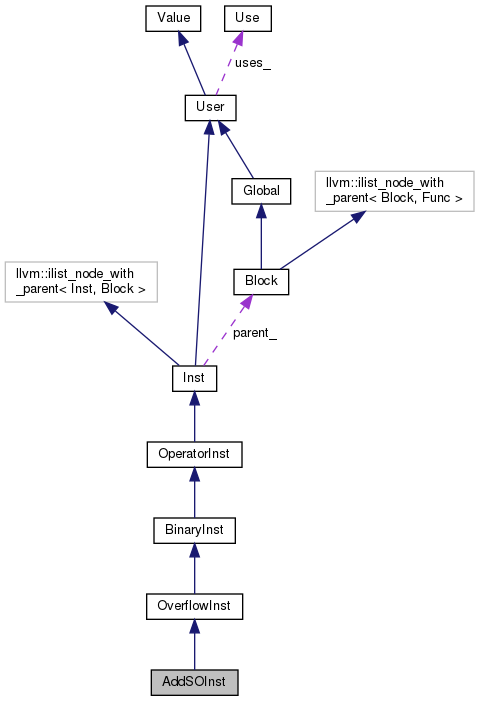 Value
Use
uses_
User
Global
llvm::ilist_node_with
_parent< Block, Func >
llvm::ilist_node_with
_parent< Inst, Block >
Block
parent_
Inst
OperatorInst
BinaryInst
OverflowInst
AddSOInst